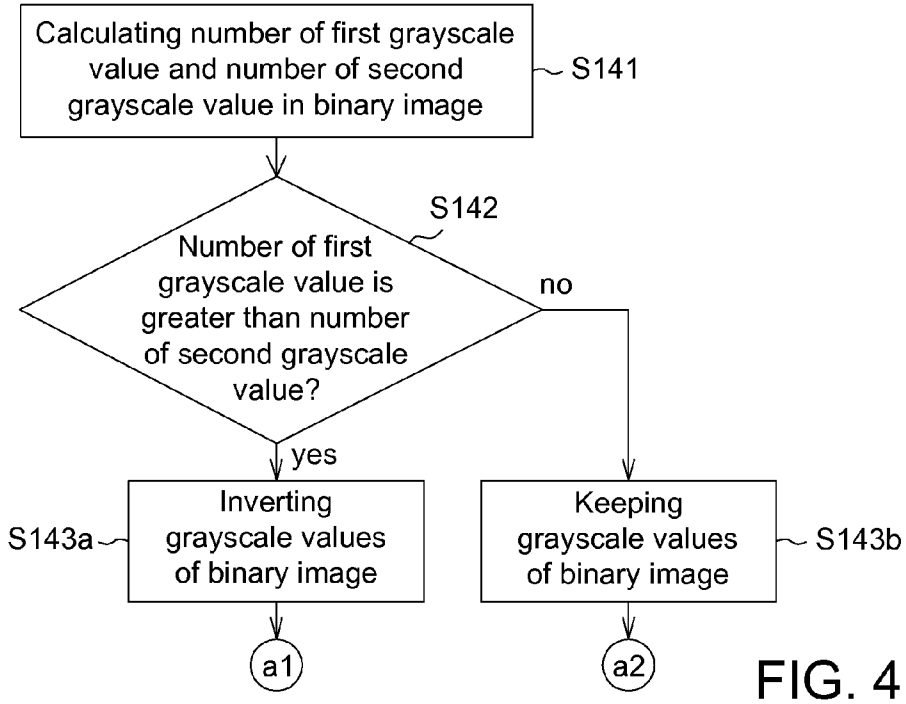 Calculating number of first grayscale
value and number of second
grayscale value in binary image
S141
S142
Number of first
grayscale value is
greater than number
of second grayscale
value?
no
yes
Inverting
grayscale values
of binary image
S143a
Keeping
grayscale values
of binary image
S143b
a1
a2
FIG. 4